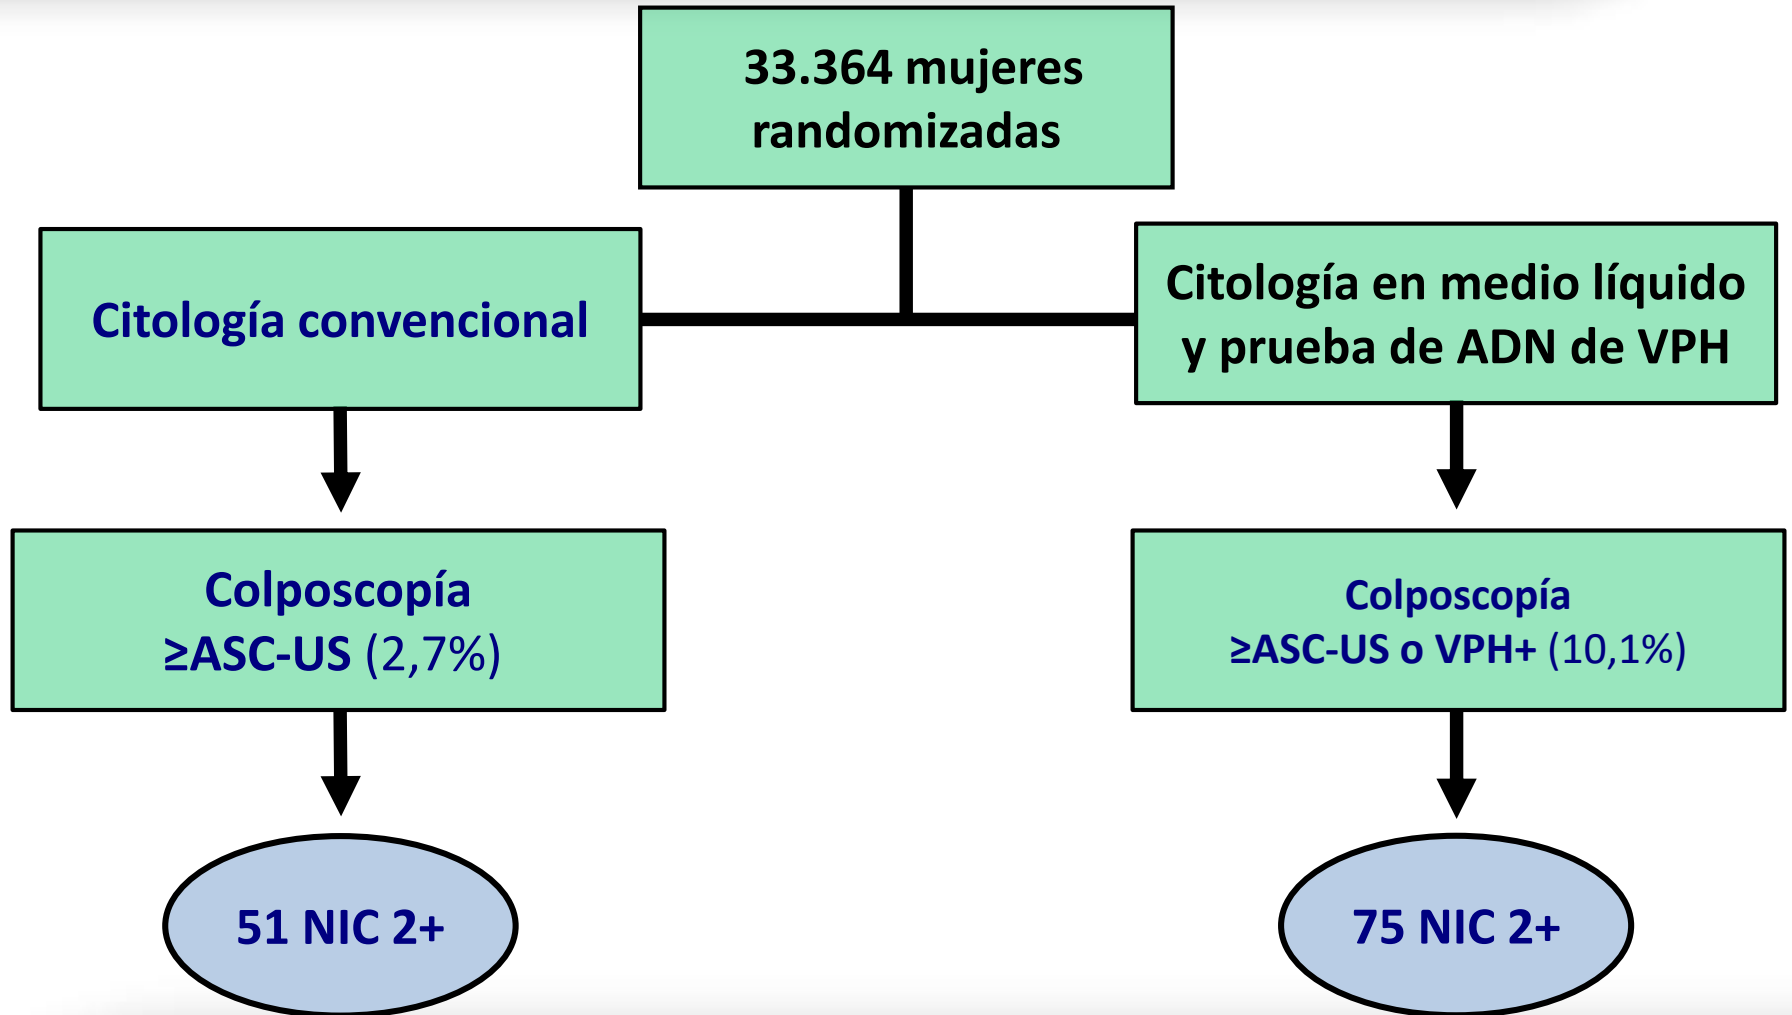 33.364 mujeres
randomizadas
Citología convencional
Citología en medio líquido
y prueba de ADN de VPH
Colposcopía
≥ASC-US (2,7%)
Colposcopía
≥ASC-US o VPH+ (10,1%)
51 NIC 2+
75 NIC 2+